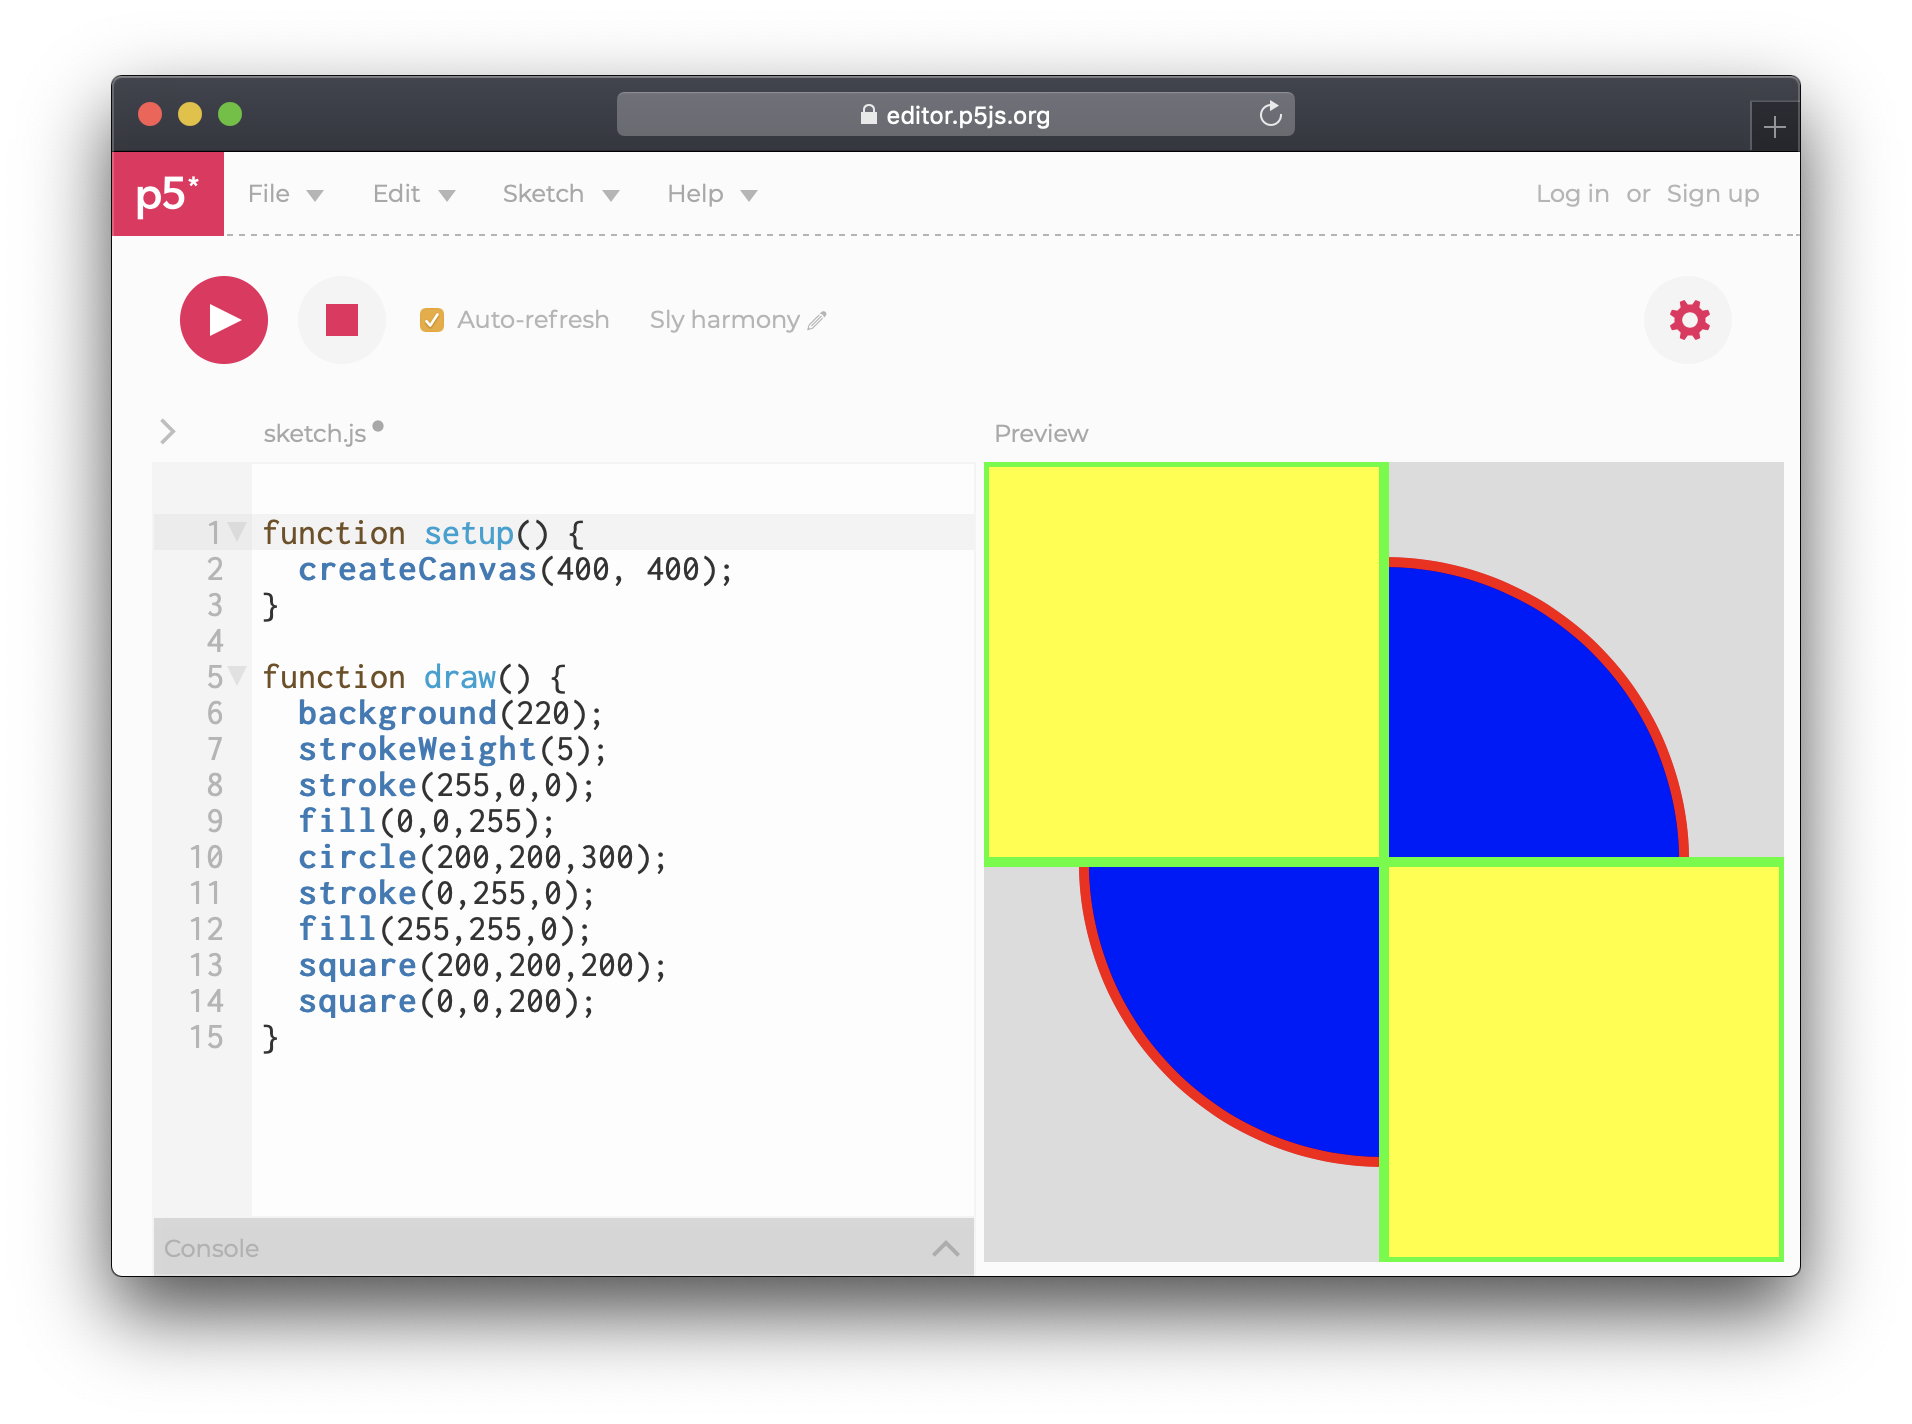 editor.p5js.org
p5* File Edit Sketch Help Log in or Sign up
Auto-refresh Sly harmony
sketch.js Preview
1 function setup() {
2 createCanvas(400, 400);
3 }
4
5 function draw() {
6 background(220);
7 strokeWeight(5);
8 stroke(255,0,0);
9 fill(0,0,255);
10 circle(200,200,300);
11 stroke(0,255,0);
12 fill(255,255,0);
13 square(200,200,200);
14 square(0,0,200);
15 }
Console